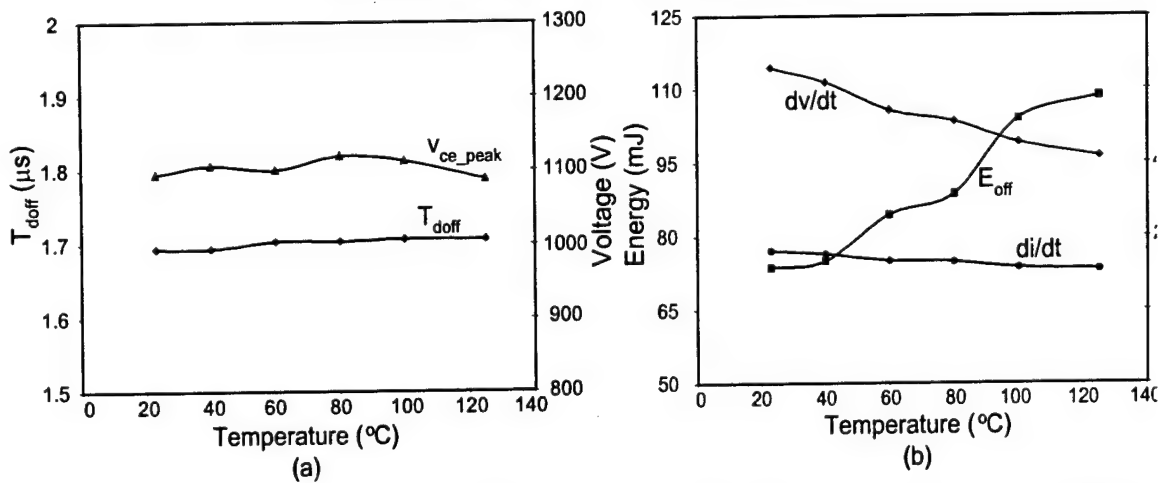 2
1.9
1.8
1.7
1.6
1.5
T_doff (μs)
1300
1200
1100
1000
900
800
Voltage (V)
V_ce_peak
T_doff
0 20 40 60 80 100 120 140
Temperature (ºC)
(a)
125
110
95
80
65
50
Energy (mJ)
dv/dt
E_off
di/dt
0 20 40 60 80 100 120
Temperature (ºC)
(b)